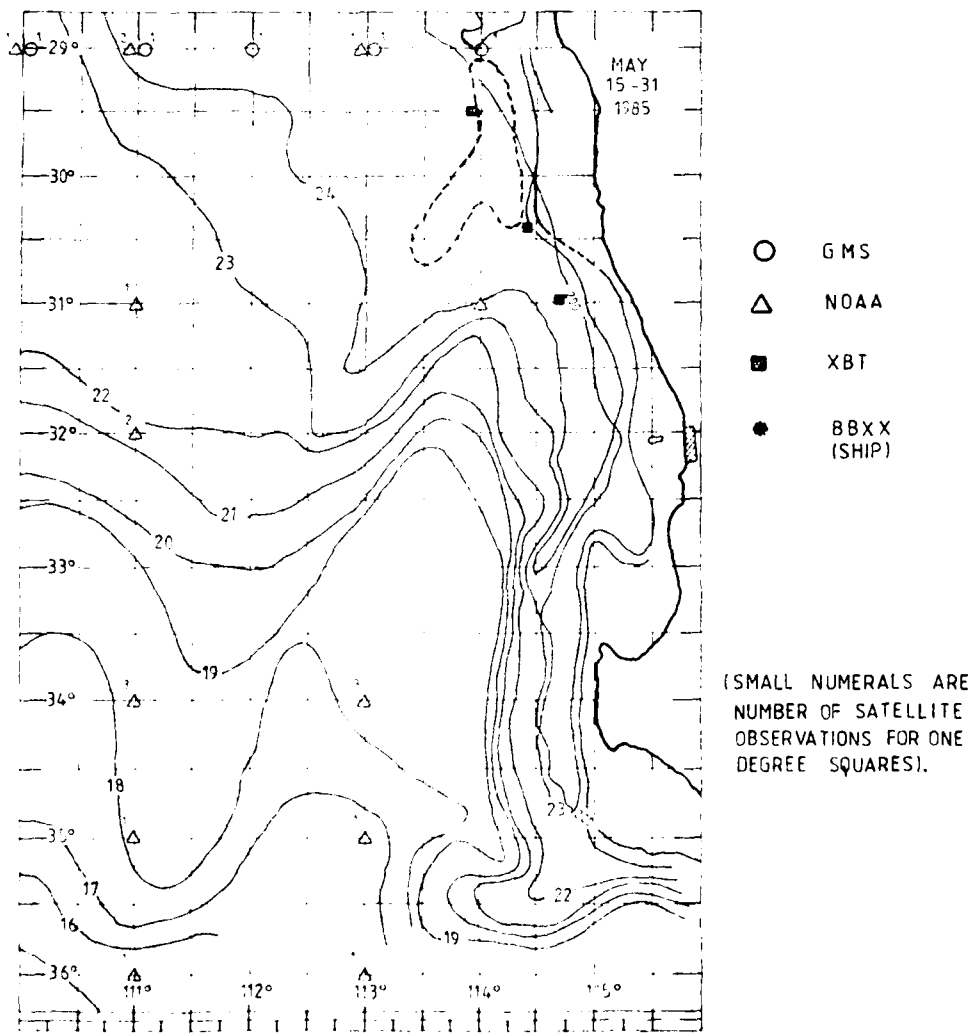 29°
MAY
15-31
1985
30°
24
23
31°
GMS
NOAA
XBT
BBXX
(SHIP)
22
32°
21
20
33°
19
34°
(SMALL NUMERALS ARE
NUMBER OF SATELLITE
OBSERVATIONS FOR ONE
DEGREE SQUARES).
18
23
35°
17
22
16
19
36°
111° 112° 113° 114° 115°